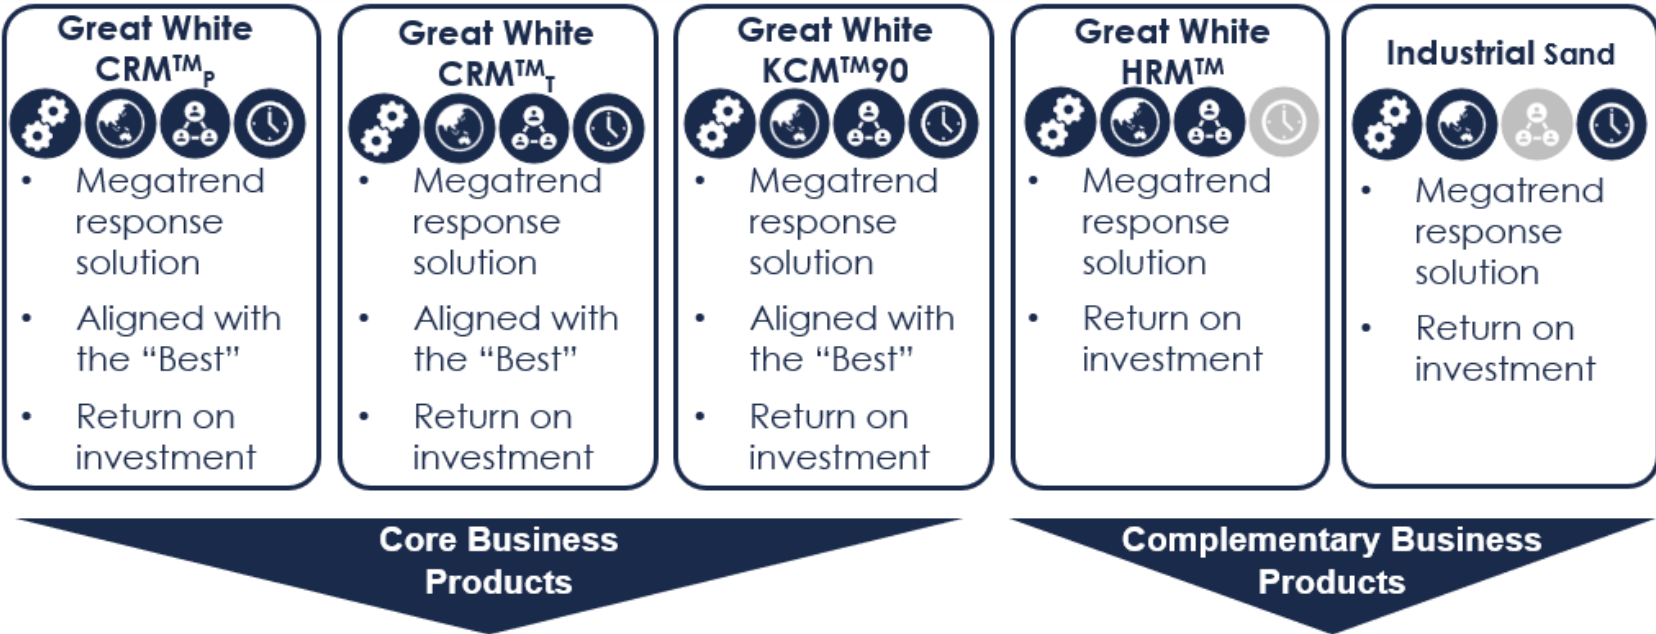 Great White
CRM™P
• Megatrend
response
solution
• Aligned with
the “Best”
• Return on
investment
Great White
CRM™T
• Megatrend
response
solution
• Aligned with
the “Best”
• Return on
investment
Great White
KCM™90
• Megatrend
response
solution
• Aligned with
the “Best”
• Return on
investment
Great White
HRM™
• Megatrend
response
solution
• Return on
investment
Industrial Sand
• Megatrend
response
solution
• Return on
investment
Core Business
Products
Complementary Business
Products